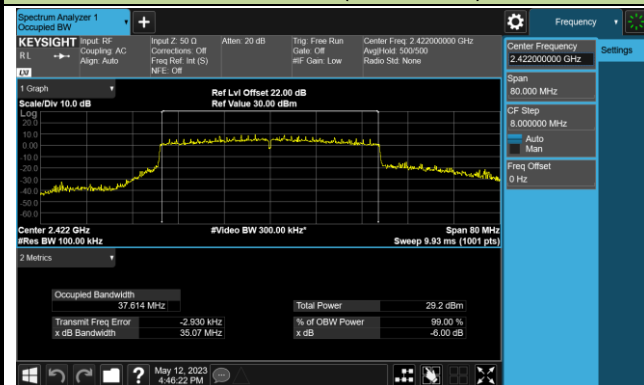 Spectrum Analyzer 1
Occupied BW
+
Frequency
KEYSIGHT
RL
LXI
Input: RF
Coupling: AC
Align: Auto
Input Z: 50 Ω
Corrections: Off
Freq Ref: Int (S)
NFE: Off
Atten: 20 dB
Trig: Free Run
Gate: Off
#IF Gain: Low
Center Freq: 2.422000000 GHz
Avg|Hold: 500/500
Radio Std: None
Center Frequency
2.422000000 GHz
Settings
Span
80.000 MHz
CF Step
8.000000 MHz
Auto
Man
Freq Offset
0 Hz
1 Graph
Scale/Div 10.0 dB
Ref Lvl Offset 22.00 dB
Ref Value 30.00 dBm
Log
20.0
10.0
0.00
-10.0
-20.0
-30.0
-40.0
-50.0
-60.0
Center 2.422 GHz
#Res BW 100.00 kHz
#Video BW 300.00 kHz*
Span 80 MHz
Sweep 9.93 ms (1001 pts)
2 Metrics
Occupied Bandwidth
37.614 MHz
Total Power 29.2 dBm
Transmit Freq Error -2.930 kHz
% of OBW Power 99.00 %
x dB Bandwidth 35.07 MHz
x dB -6.00 dB
?
May 12, 2023
4:46:22 PM